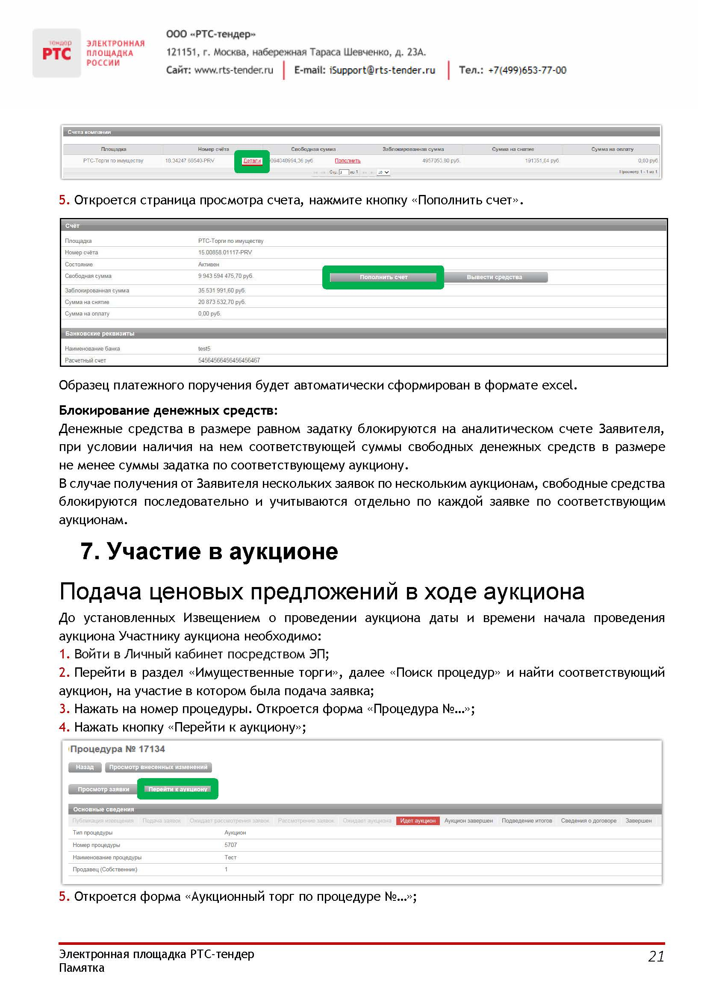 тендер
РТС
ЭЛЕКТРОННАЯ
ПЛОЩАДКА
РОССИИ
ООО «РТС-тендер»
121151, г. Москва, набережная Тараса Шевченко, д. 23А.
Сайт: www.rts-tender.ru E-mail: iSupport@rts-tender.ru Тел.: +7(499)653-77-00
Счета компании
Площадка Номер счёта Свободная сумма Заблокированная сумма Сумма на снятие Сумма на оплату
РТС-Торги по имуществу 18.34247 66540-PRV Детали 094048994,36 руб. Пополнить 4957053,80 руб. 191351,84 руб. 0,00 руб.
Стр. 1 из 1 10 Просмотр 1 - 1 из 1
5. Откроется страница просмотра счета, нажмите кнопку «Пополнить счет».
Счёт
Площадка РТС-Торги по имуществу
Номер счёта 15.00858.01117-PRV
Состояние Активен
Свободная сумма 9 943 594 475,70 руб. Пополнить счет Вывести средства
Заблокированная сумма 35 531 991,60 руб.
Сумма на снятие 20 873 532,70 руб.
Сумма на оплату 0,00 руб.
Банковские реквизиты
Наименование банка test5
Расчетный счет 54564566456456456467
Образец платежного поручения будет автоматически сформирован в формате excel.
Блокирование денежных средств:
Денежные средства в размере равном задатку блокируются на аналитическом счете Заявителя,
при условии наличия на нем соответствующей суммы свободных денежных средств в размере
не менее суммы задатка по соответствующему аукциону.
В случае получения от Заявителя нескольких заявок по нескольким аукционам, свободные средства
блокируются последовательно и учитываются отдельно по каждой заявке по соответствующим
аукционам.
7. Участие в аукционе
Подача ценовых предложений в ходе аукциона
До установленных Извещением о проведении аукциона даты и времени начала проведения
аукциона Участнику аукциона необходимо:
1. Войти в Личный кабинет посредством ЭП;
2. Перейти в раздел «Имущественные торги», далее «Поиск процедур» и найти соответствующий
аукцион, на участие в котором была подача заявка;
3. Нажать на номер процедуры. Откроется форма «Процедура №…»;
4. Нажать кнопку «Перейти к аукциону»;
Процедура № 17134
Назад Просмотр внесенных изменений
Просмотр заявки Перейти к аукциону
Основные сведения
Публикация извещения Подача заявок Ожидает рассмотрения заявок Рассмотрение заявок Ожидает аукциона Идет аукцион Аукцион завершен Подведение итогов Сведения о договоре Завершен
Тип процедуры Аукцион
Номер процедуры 5707
Наименование процедуры Тест
Продавец (Собственник) 1
5. Откроется форма «Аукционный торг по процедуре №…»;
Электронная площадка РТС-тендер
Памятка
21